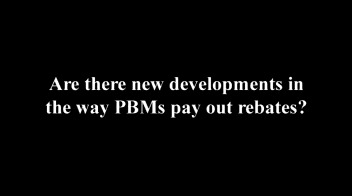 Are there new developments in
the way PBMs pay out rebates?